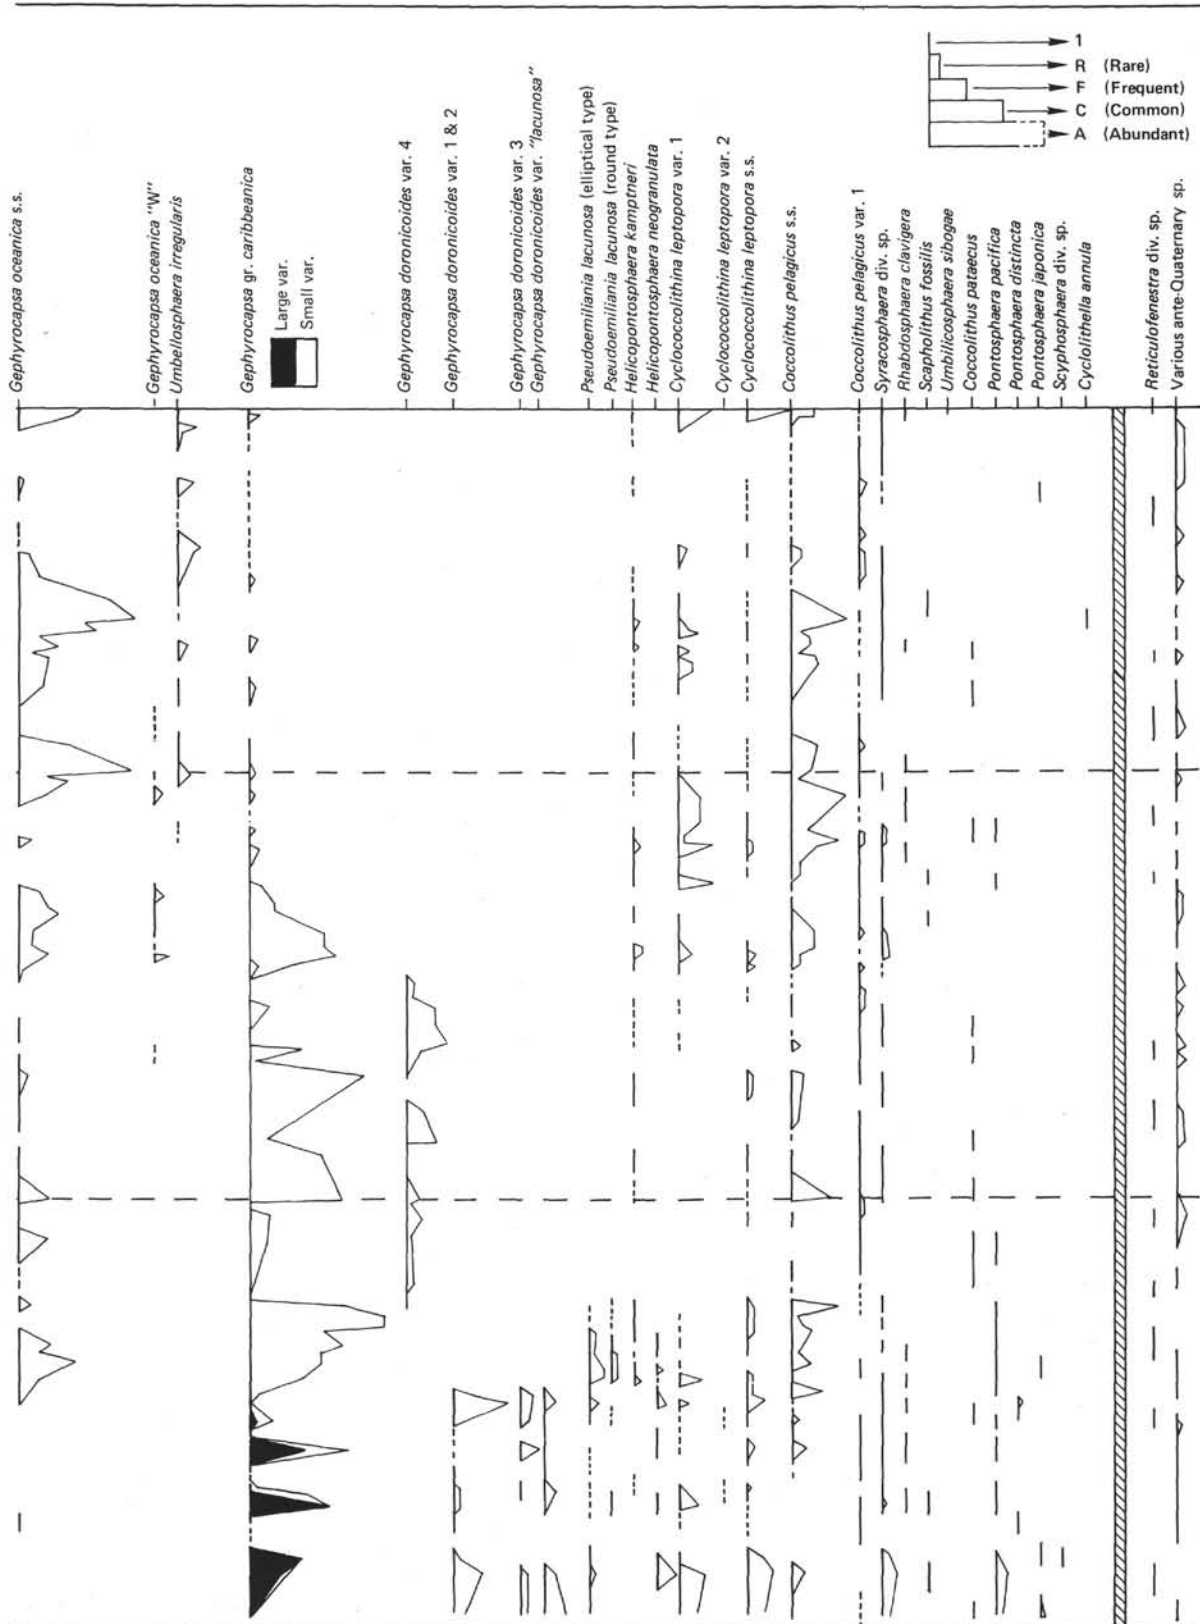 1
R (Rare)
F (Frequent)
C (Common)
A (Abundant)
Gephyrocapsa oceanica s.s.
Gephyrocapsa oceanica "W"
Umbellosphaera irregularis
Gephyrocapsa gr. caribbeanica
Large var.
Small var.
Gephyrocapsa doronicoides var. 4
Gephyrocapsa doronicoides var. 1 & 2
Gephyrocapsa doronicoides var. 3
Gephyrocapsa doronicoides var. "lacunosa"
Pseudoemiliania lacunosa (elliptical type)
Pseudoemiliania lacunosa (round type)
Helicopontosphaera kamptneri
Helicopontosphaera neogranulata
Cyclococcolithina leptopora var. 1
Cyclococcolithina leptopora var. 2
Cyclococcolithina leptopora s.s.
Coccolithus pelagicus s.s.
Coccolithus pelagicus var. 1
Syracosphaera div. sp.
Rhabdosphaera clavigera
Scapholithus fossilis
Umbilicosphaera sibogae
Coccolithus pataecus
Pontosphaera pacifica
Pontosphaera distincta
Pontosphaera japonica
Scyphosphaera div. sp.
Cyclolithella annula
Reticulofenestra div. sp.
Various ante-Quaternary sp.